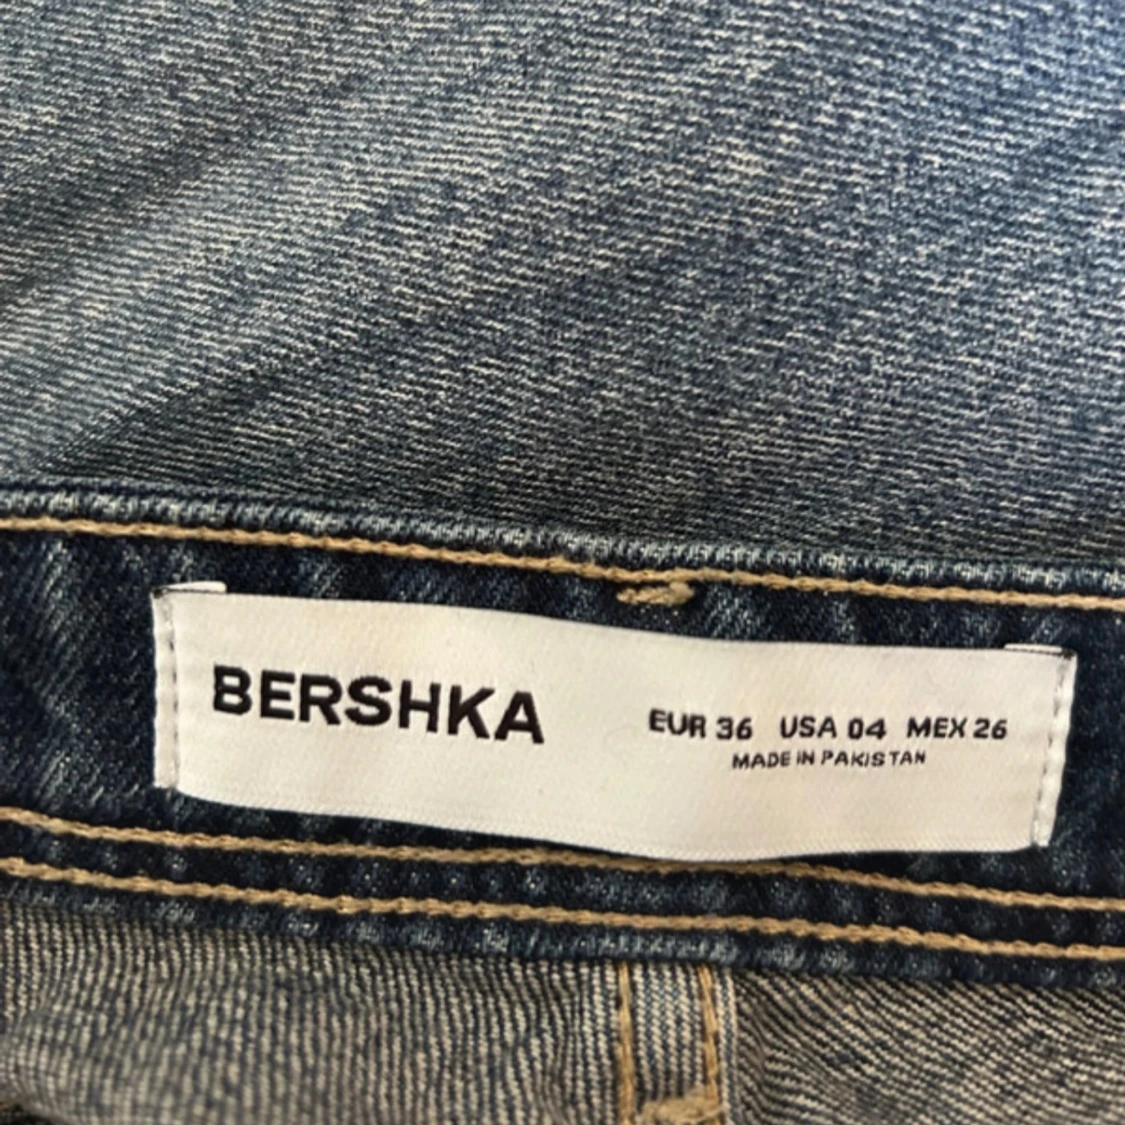 BERSHKA
EUR 36 USA 04 MEX 26
MADE IN PAKISTAN